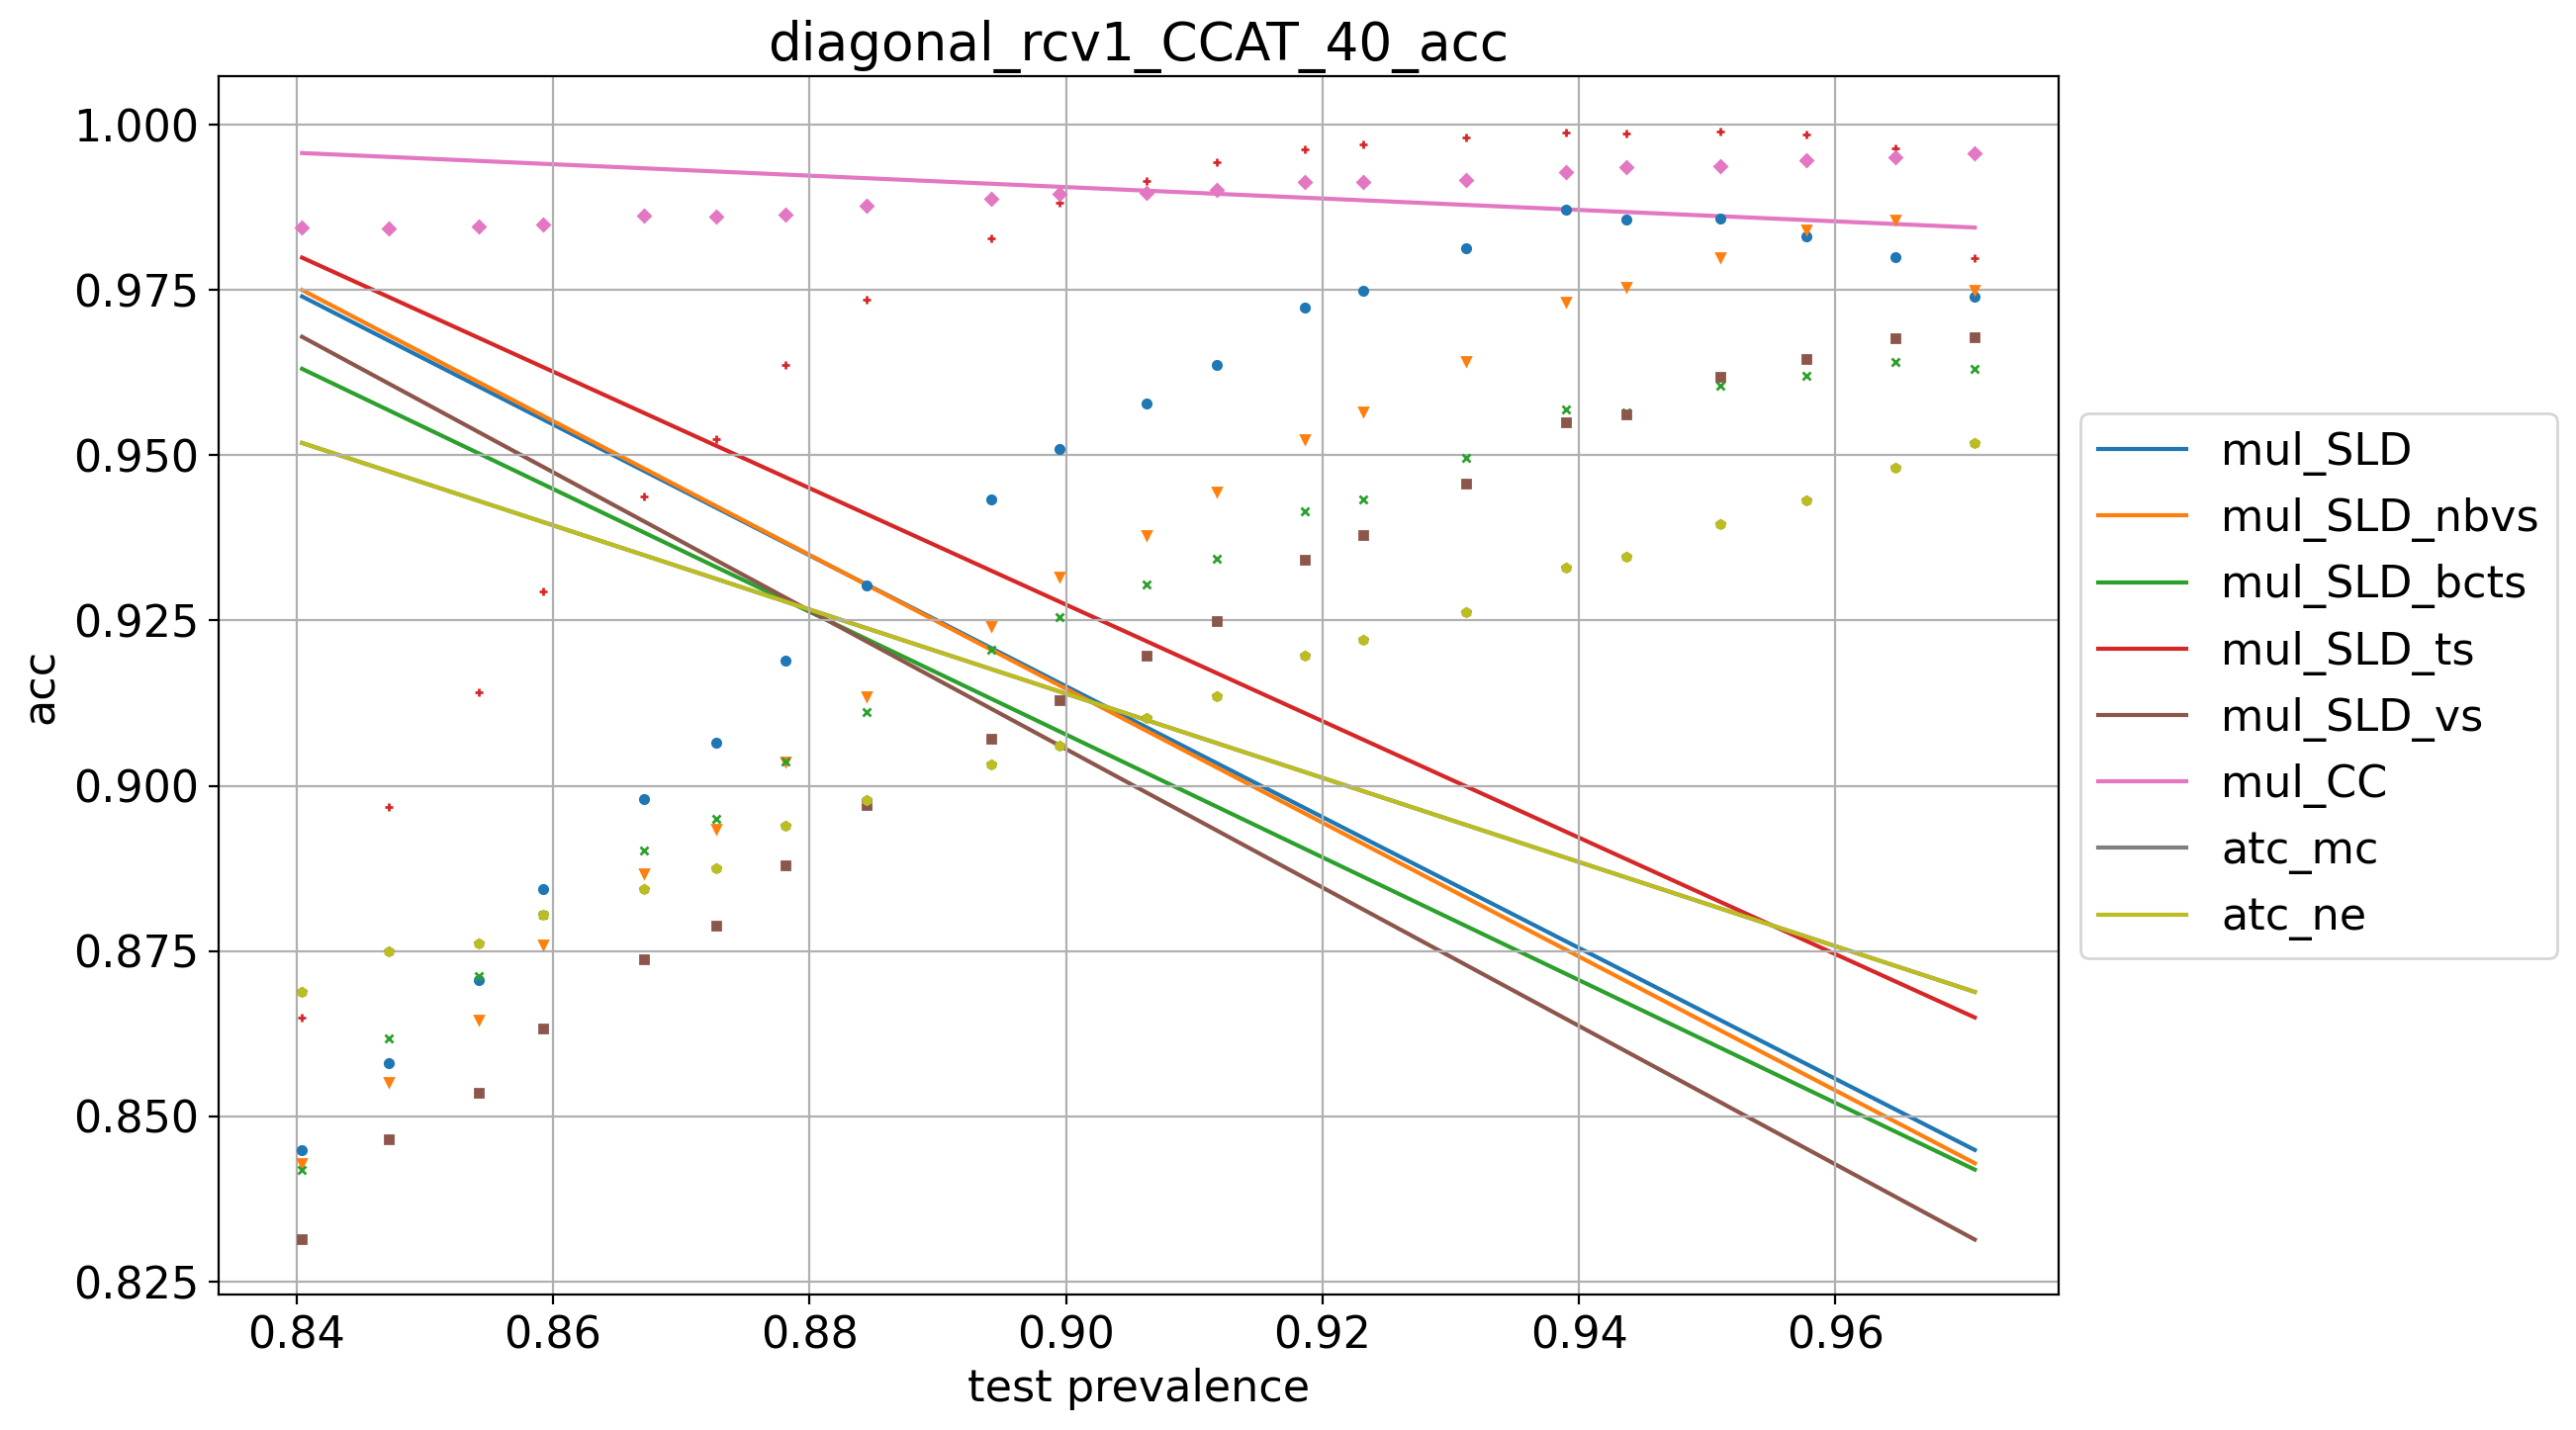 diagonal_rcv1_CCAT_40_acc
1.000
0.975
0.950
0.925
0.900
0.875
0.850
0.825
acc
0.84 0.86 0.88 0.90 0.92 0.94 0.96
test prevalence
mul_SLD
mul_SLD_nbvs
mul_SLD_bcts
mul_SLD_ts
mul_SLD_vs
mul_CC
atc_mc
atc_ne